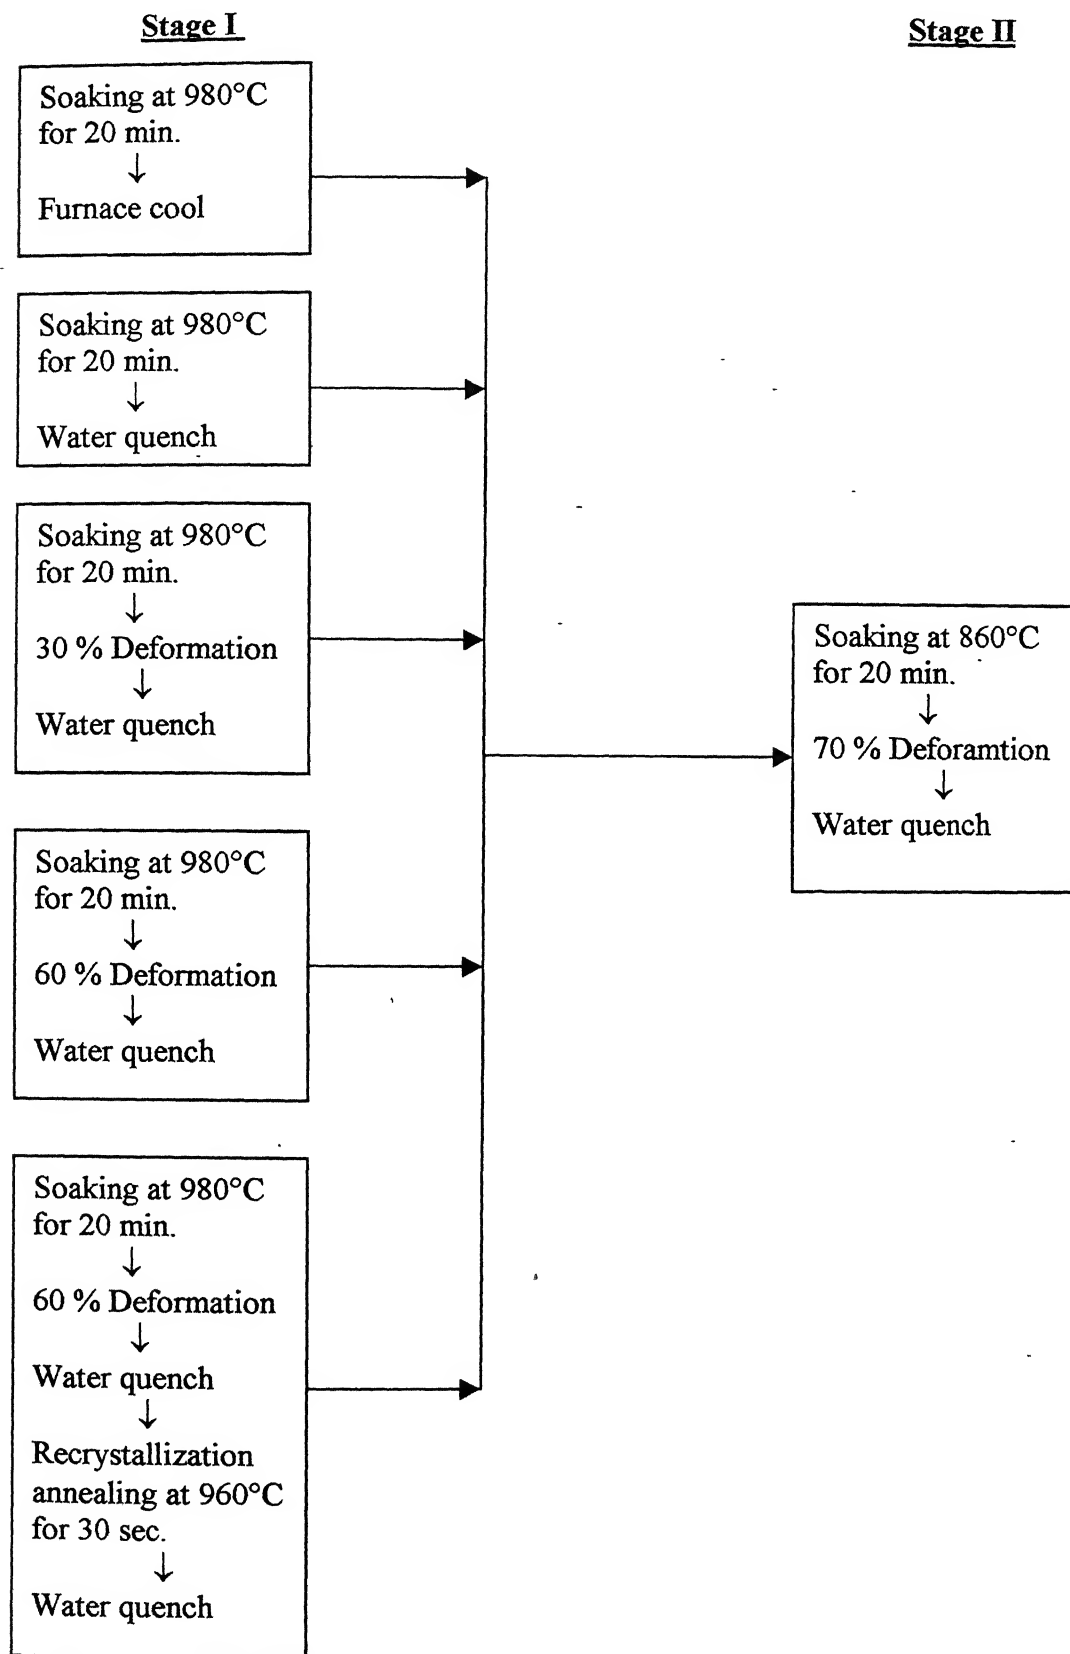 Stage I
Stage II
Soaking at 980°C
for 20 min.
↓
Furnace cool
Soaking at 980°C
for 20 min.
↓
Water quench
Soaking at 980°C
for 20 min.
↓
30 % Deformation
↓
Water quench
Soaking at 980°C
for 20 min.
↓
60 % Deformation
↓
Water quench
Soaking at 980°C
for 20 min.
↓
60 % Deformation
↓
Water quench
↓
Recrystallization
annealing at 960°C
for 30 sec.
↓
Water quench
Soaking at 860°C
for 20 min.
↓
70 % Deforamtion
↓
Water quench